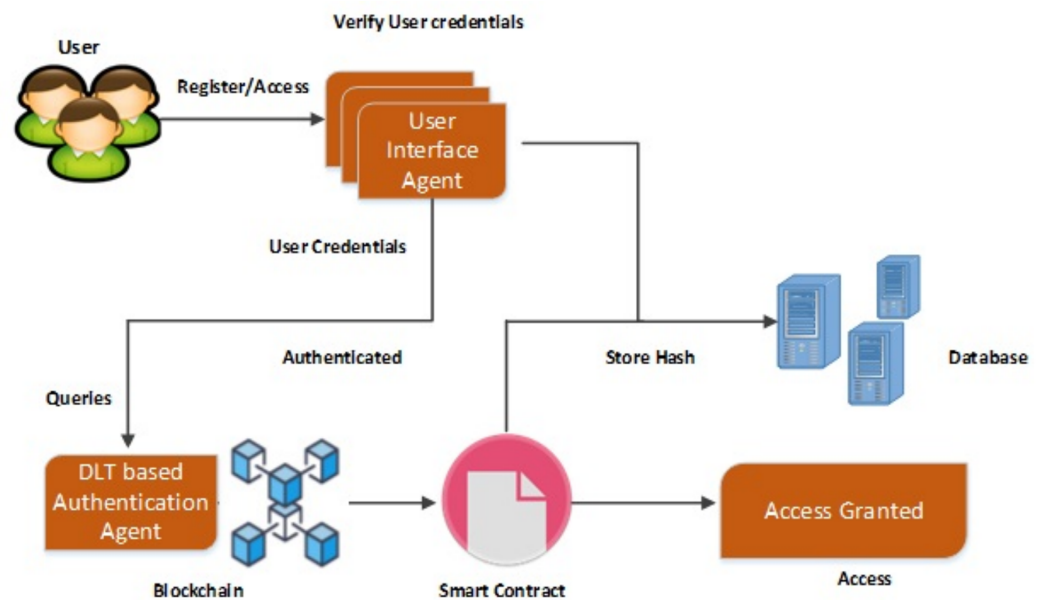 Verify User credentials
User
Register/Access
User
Interface
Agent
User Credentials
Authenticated
Store Hash
Database
Queries
DLT based
Authentication
Agent
Access Granted
Blockchain
Smart Contract
Access